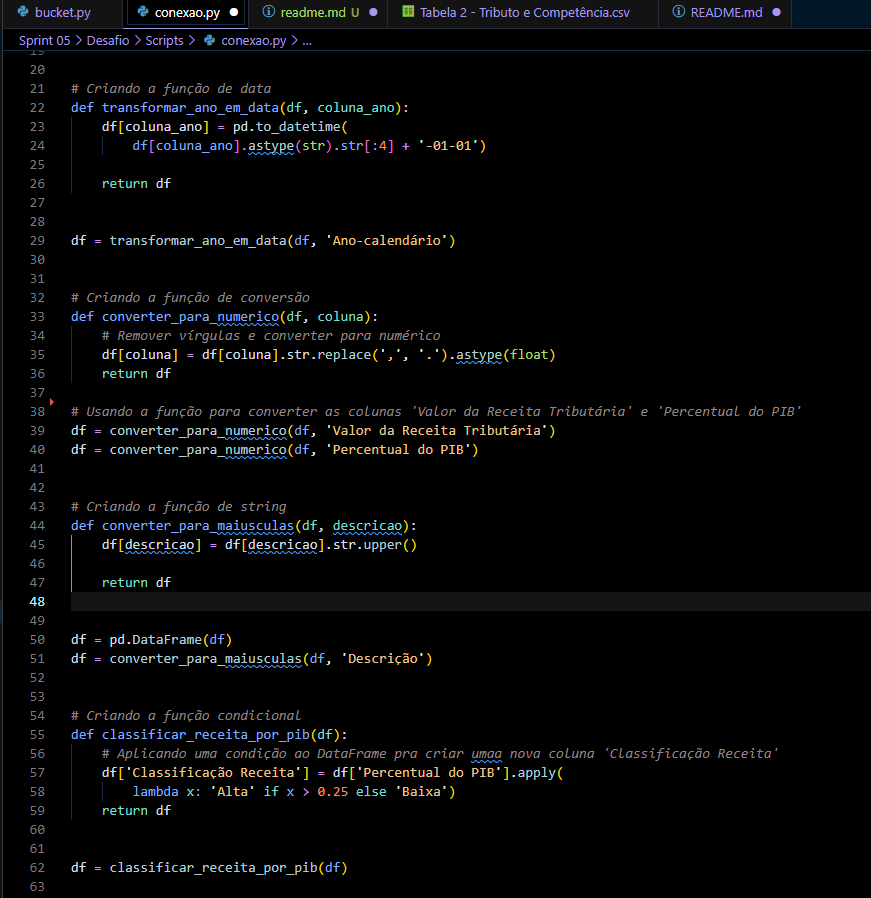 bucket.py
conexao.py
readme.md U
Tabela 2 - Tributo e Competência.csv
README.md
Sprint 05 > Desafio > Scripts > conexao.py > ...
19
20
21 # Criando a função de data
22 def transformar_ano_em_data(df, coluna_ano):
23     df[coluna_ano] = pd.to_datetime(
24         df[coluna_ano].astype(str).str[:4] + '-01-01')
25
26     return df
27
28
29 df = transformar_ano_em_data(df, 'Ano-calendário')
30
31
32 # Criando a função de conversão
33 def converter_para_numerico(df, coluna):
34     # Remover vírgulas e converter para numérico
35     df[coluna] = df[coluna].str.replace(',', '.').astype(float)
36     return df
37
38 # Usando a função para converter as colunas 'Valor da Receita Tributária' e 'Percentual do PIB'
39 df = converter_para_numerico(df, 'Valor da Receita Tributária')
40 df = converter_para_numerico(df, 'Percentual do PIB')
41
42
43 # Criando a função de string
44 def converter_para_maiusculas(df, descricao):
45     df[descricao] = df[descricao].str.upper()
46
47     return df
48
49
50 df = pd.DataFrame(df)
51 df = converter_para_maiusculas(df, 'Descrição')
52
53
54 # Criando a função condicional
55 def classificar_receita_por_pib(df):
56     # Aplicando uma condição ao DataFrame pra criar umaa nova coluna 'Classificação Receita'
57     df['Classificação Receita'] = df['Percentual do PIB'].apply(
58         lambda x: 'Alta' if x > 0.25 else 'Baixa')
59     return df
60
61
62 df = classificar_receita_por_pib(df)
63